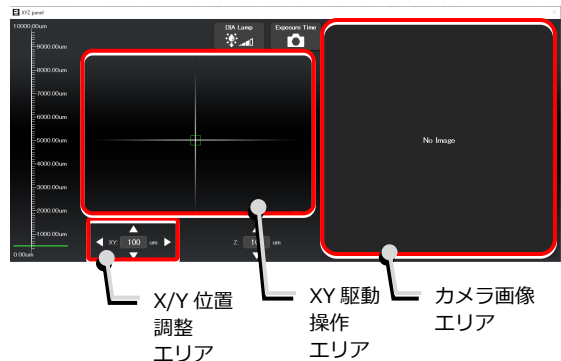 XYZ panel
10000.00um
DIA Lamp
Exposure Time
9000.00um
8000.00um
7000.00um
6000.00um
5000.00um
No Image
4000.00um
3000.00um
2000.00um
1000.00um
XY: 100 um
Z: um
0.00um
X/Y 位置
調整
エリア
XY 駆動
操作
エリア
カメラ画像
エリア